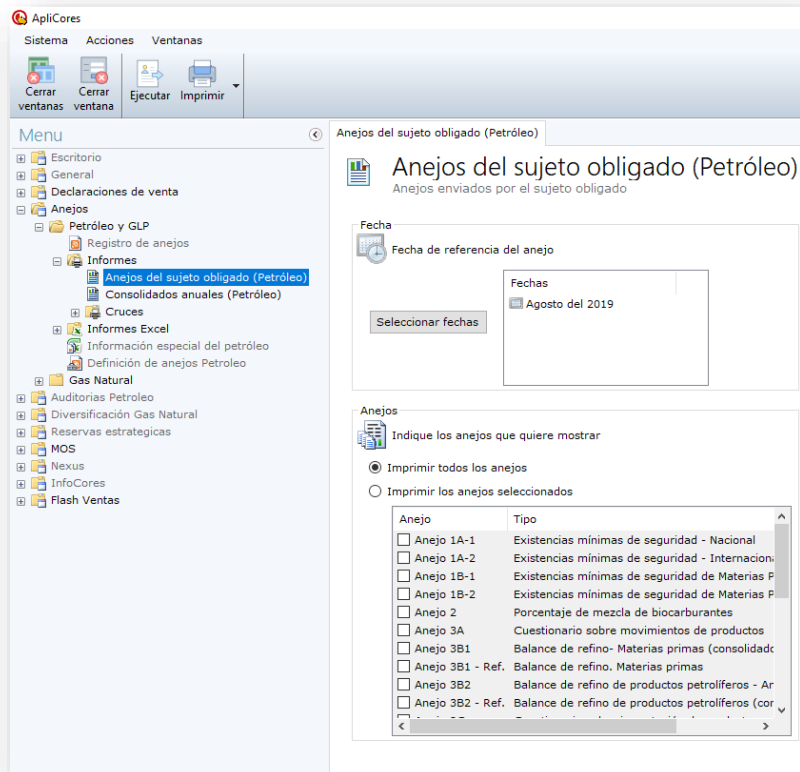 ApliCores
Sistema Acciones Ventanas
Cerrar ventanas
Cerrar ventana
Ejecutar
Imprimir
Menu
Escritorio
General
Declaraciones de venta
Anejos
Petróleo y GLP
Registro de anejos
Informes
Anejos del sujeto obligado (Petróleo)
Consolidados anuales (Petróleo)
Cruces
Informes Excel
Información especial del petróleo
Definición de anejos Petroleo
Gas Natural
Auditorias Petroleo
Diversificación Gas Natural
Reservas estrategicas
MOS
Nexus
InfoCores
Flash Ventas
Anejos del sujeto obligado (Petróleo)
Anejos del sujeto obligado (Petróleo)
Anejos enviados por el sujeto obligado
Fecha
Fecha de referencia del anejo
Seleccionar fechas
Fechas
Agosto del 2019
Anejos
Indique los anejos que quiere mostrar
Imprimir todos los anejos
Imprimir los anejos seleccionados
Anejo Tipo
Anejo 1A-1 Existencias mínimas de seguridad - Nacional
Anejo 1A-2 Existencias mínimas de seguridad - Internaciona
Anejo 1B-1 Existencias mínimas de seguridad de Materias P
Anejo 1B-2 Existencias mínimas de seguridad de Materias P
Anejo 2 Porcentaje de mezcla de biocarburantes
Anejo 3A Cuestionario sobre movimientos de productos
Anejo 3B1 Balance de refino- Materias primas (consolidado
Anejo 3B1 - Ref. Balance de refino. Materias primas
Anejo 3B2 Balance de refino de productos petrolíferos - An
Anejo 3B2 - Ref. Balance de refino de productos petrolíferos (con